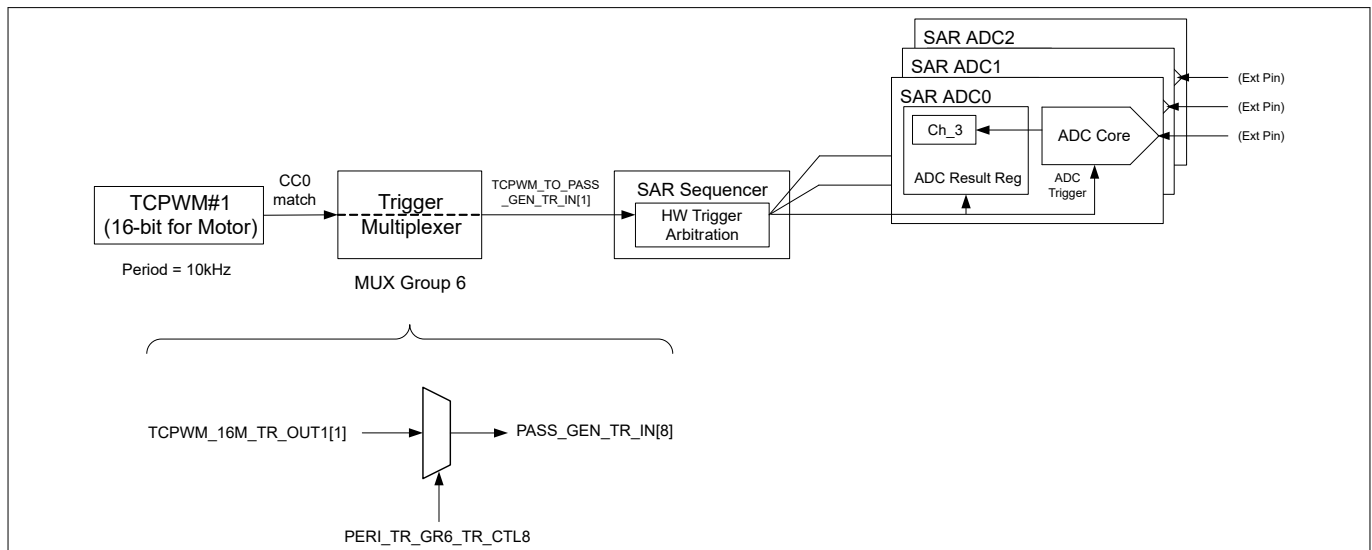 SAR ADC2
SAR ADC1
(Ext Pin)
SAR ADC0
(Ext Pin)
Ch_3
ADC Core
(Ext Pin)
ADC Result Reg
ADC
Trigger
TCPWM#1
(16-bit for Motor)
CC0
match
Trigger
Multiplexer
TCPWM_TO_PASS
_GEN_TR_IN[1]
SAR Sequencer
HW Trigger
Arbitration
Period = 10kHz
MUX Group 6
TCPWM_16M_TR_OUT1[1]
PASS_GEN_TR_IN[8]
PERI_TR_GR6_TR_CTL8